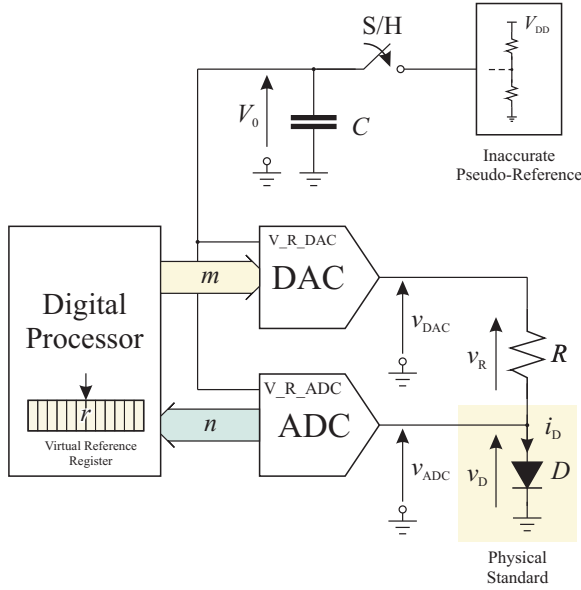 S/H
V_DD
V_0
C
Inaccurate
Pseudo-Reference
Digital
Processor
r
Virtual Reference
Register
m
n
V_R_DAC
DAC
V_R_ADC
ADC
v_DAC
v_ADC
v_R
R
i_D
v_D
D
Physical
Standard